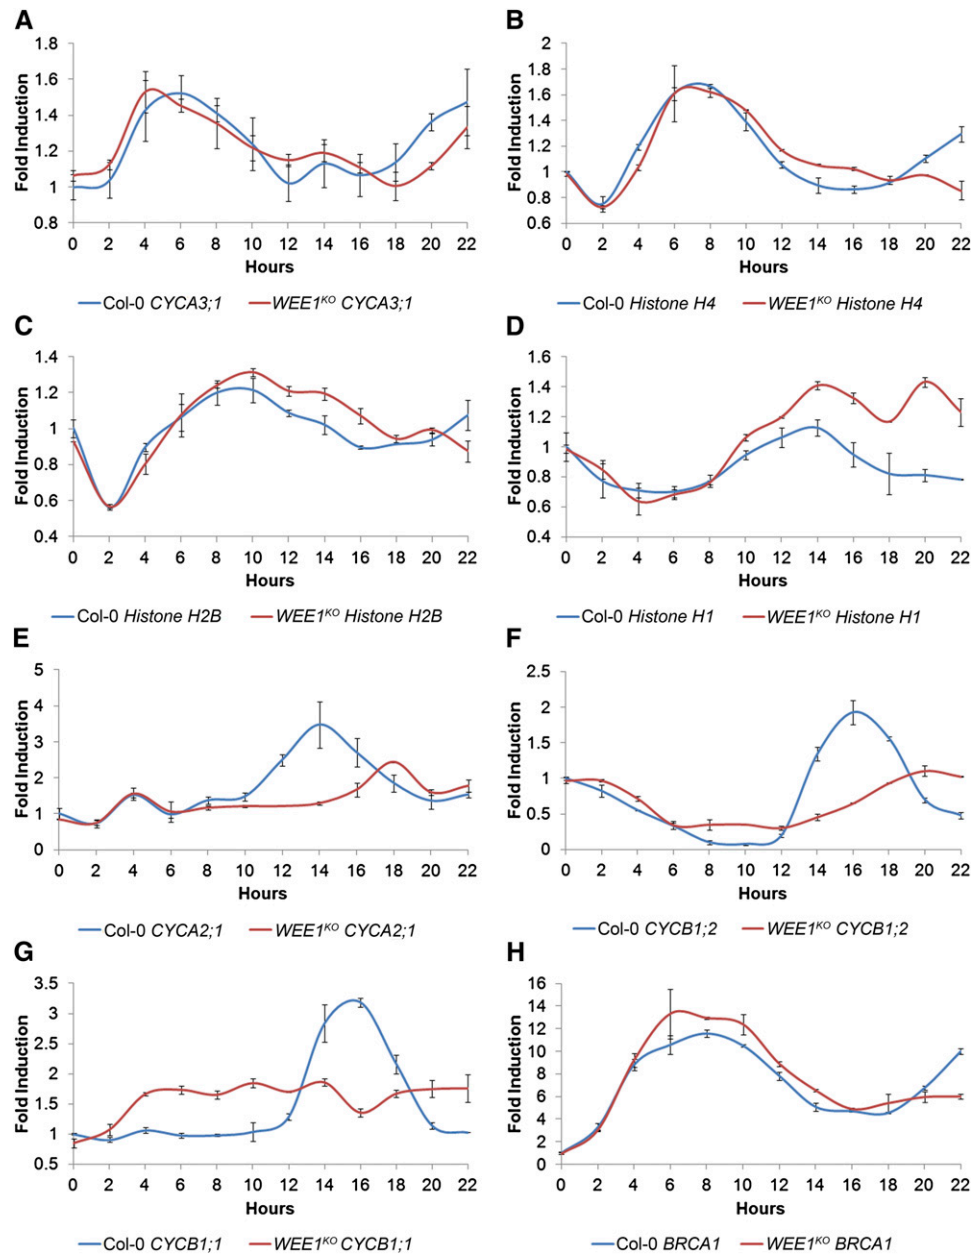 A
Fold Induction
1.8
1.6
1.4
1.2
1
0.8
0 2 4 6 8 10 12 14 16 18 20 22
Hours
Col-0 CYCA3;1 WEE1KO CYCA3;1
B
Fold Induction
2
1.8
1.6
1.4
1.2
1
0.8
0.6
0 2 4 6 8 10 12 14 16 18 20 22
Hours
Col-0 Histone H4 WEE1KO Histone H4
C
Fold Induction
1.4
1.2
1
0.8
0.6
0.4
0 2 4 6 8 10 12 14 16 18 20 22
Hours
Col-0 Histone H2B WEE1KO Histone H2B
D
Fold Induction
1.6
1.4
1.2
1
0.8
0.6
0.4
0 2 4 6 8 10 12 14 16 18 20 22
Hours
Col-0 Histone H1 WEE1KO Histone H1
E
Fold Induction
5
4
3
2
1
0
0 2 4 6 8 10 12 14 16 18 20 22
Hours
Col-0 CYCA2;1 WEE1KO CYCA2;1
F
Fold Induction
2.5
2
1.5
1
0.5
0
0 2 4 6 8 10 12 14 16 18 20 22
Hours
Col-0 CYCB1;2 WEE1KO CYCB1;2
G
Fold Induction
3.5
3
2.5
2
1.5
1
0.5
0 2 4 6 8 10 12 14 16 18 20 22
Hours
Col-0 CYCB1;1 WEE1KO CYCB1;1
H
Fold Induction
16
14
12
10
8
6
4
2
0
0 2 4 6 8 10 12 14 16 18 20 22
Hours
Col-0 BRCA1 WEE1KO BRCA1